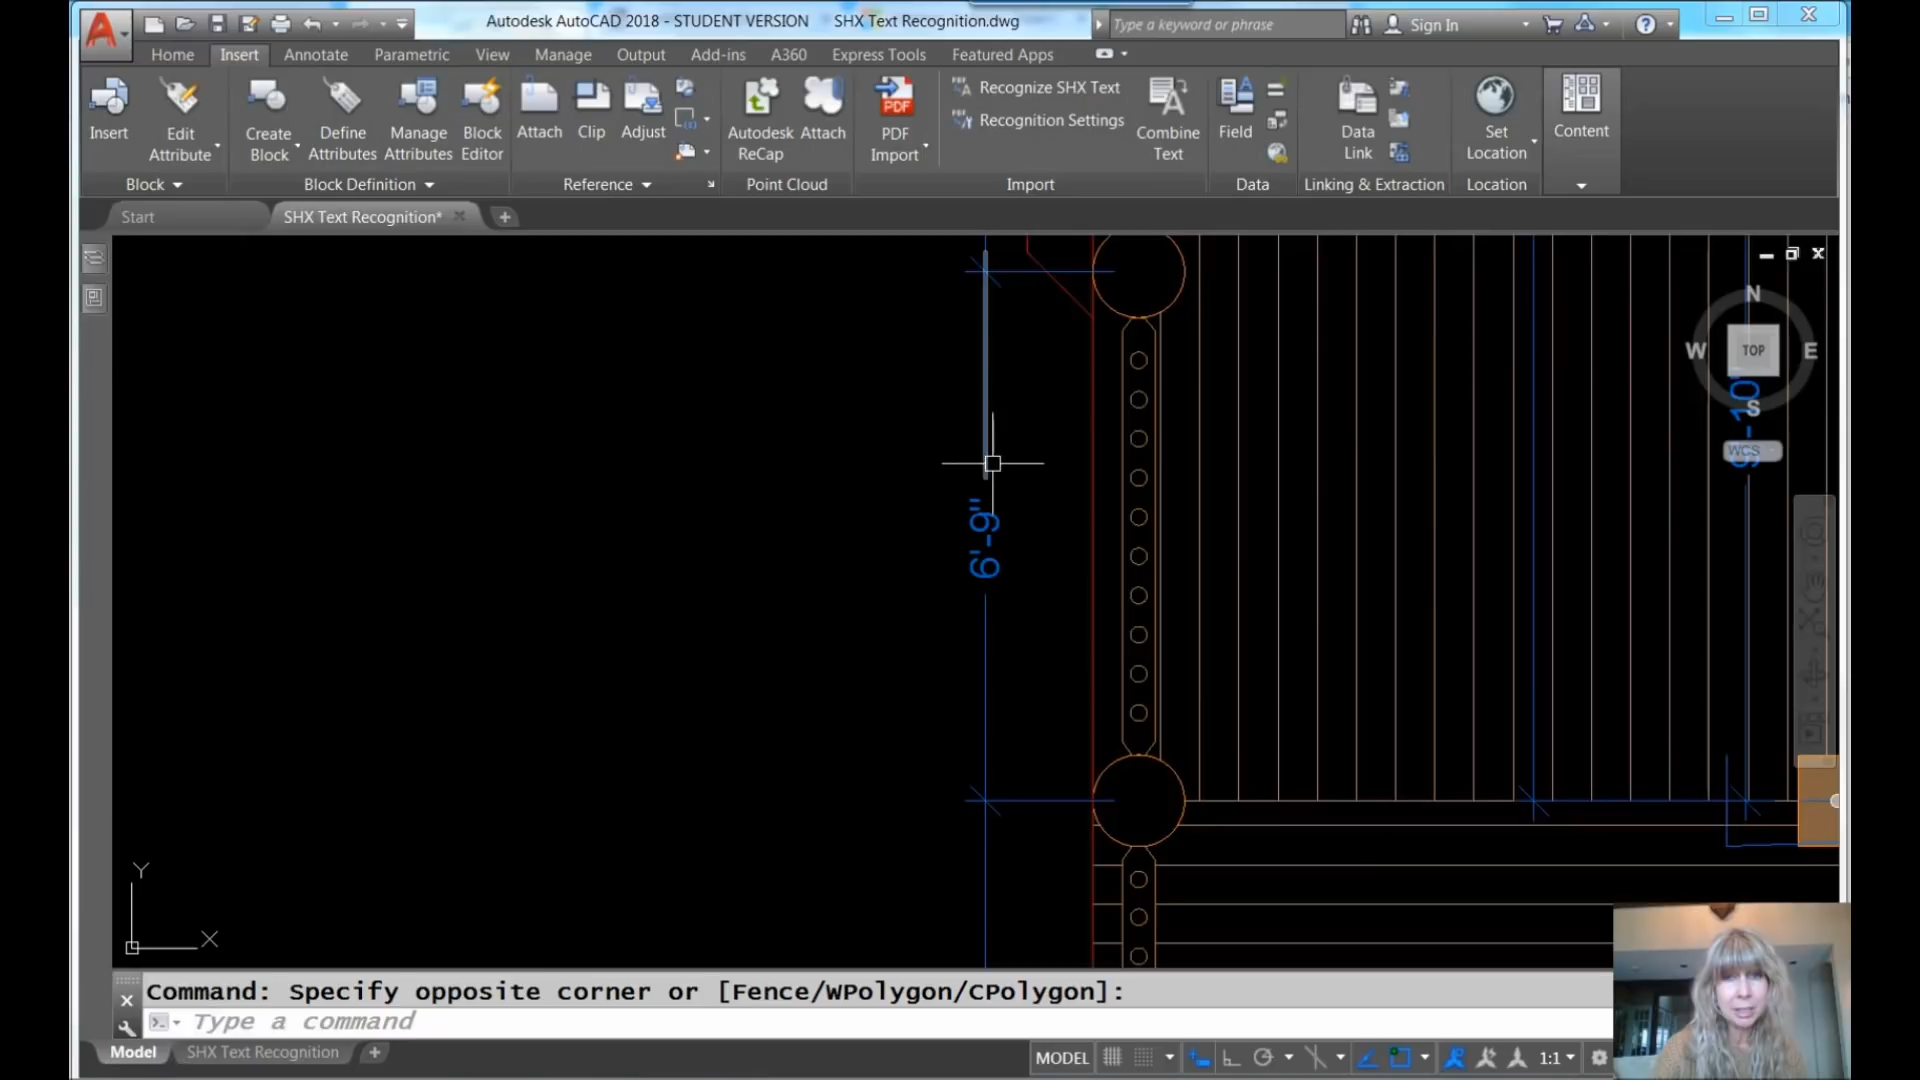 Autodesk AutoCAD 2018 - STUDENT VERSION SHX Text Recognition.dwg
Type a keyword or phrase
Sign In
Home Insert Annotate Parametric View Manage Output Add-ins A360 Express Tools Featured Apps
Insert
Edit Attribute
Create Block
Define Attributes
Manage Attributes
Block Editor
Attach
Clip
Adjust
Autodesk ReCap
Attach
PDF
PDF Import
Recognize SHX Text
Recognition Settings
Combine Text
Field
Data Link
Set Location
Content
Block Block Definition Reference Point Cloud Import Data Linking & Extraction Location
Start SHX Text Recognition*
N
W TOP E
S
WCS
6'-9"
Y
X
Command: Specify opposite corner or [Fence/WPolygon/CPolygon]:
Type a command
Model SHX Text Recognition
MODEL 1:1